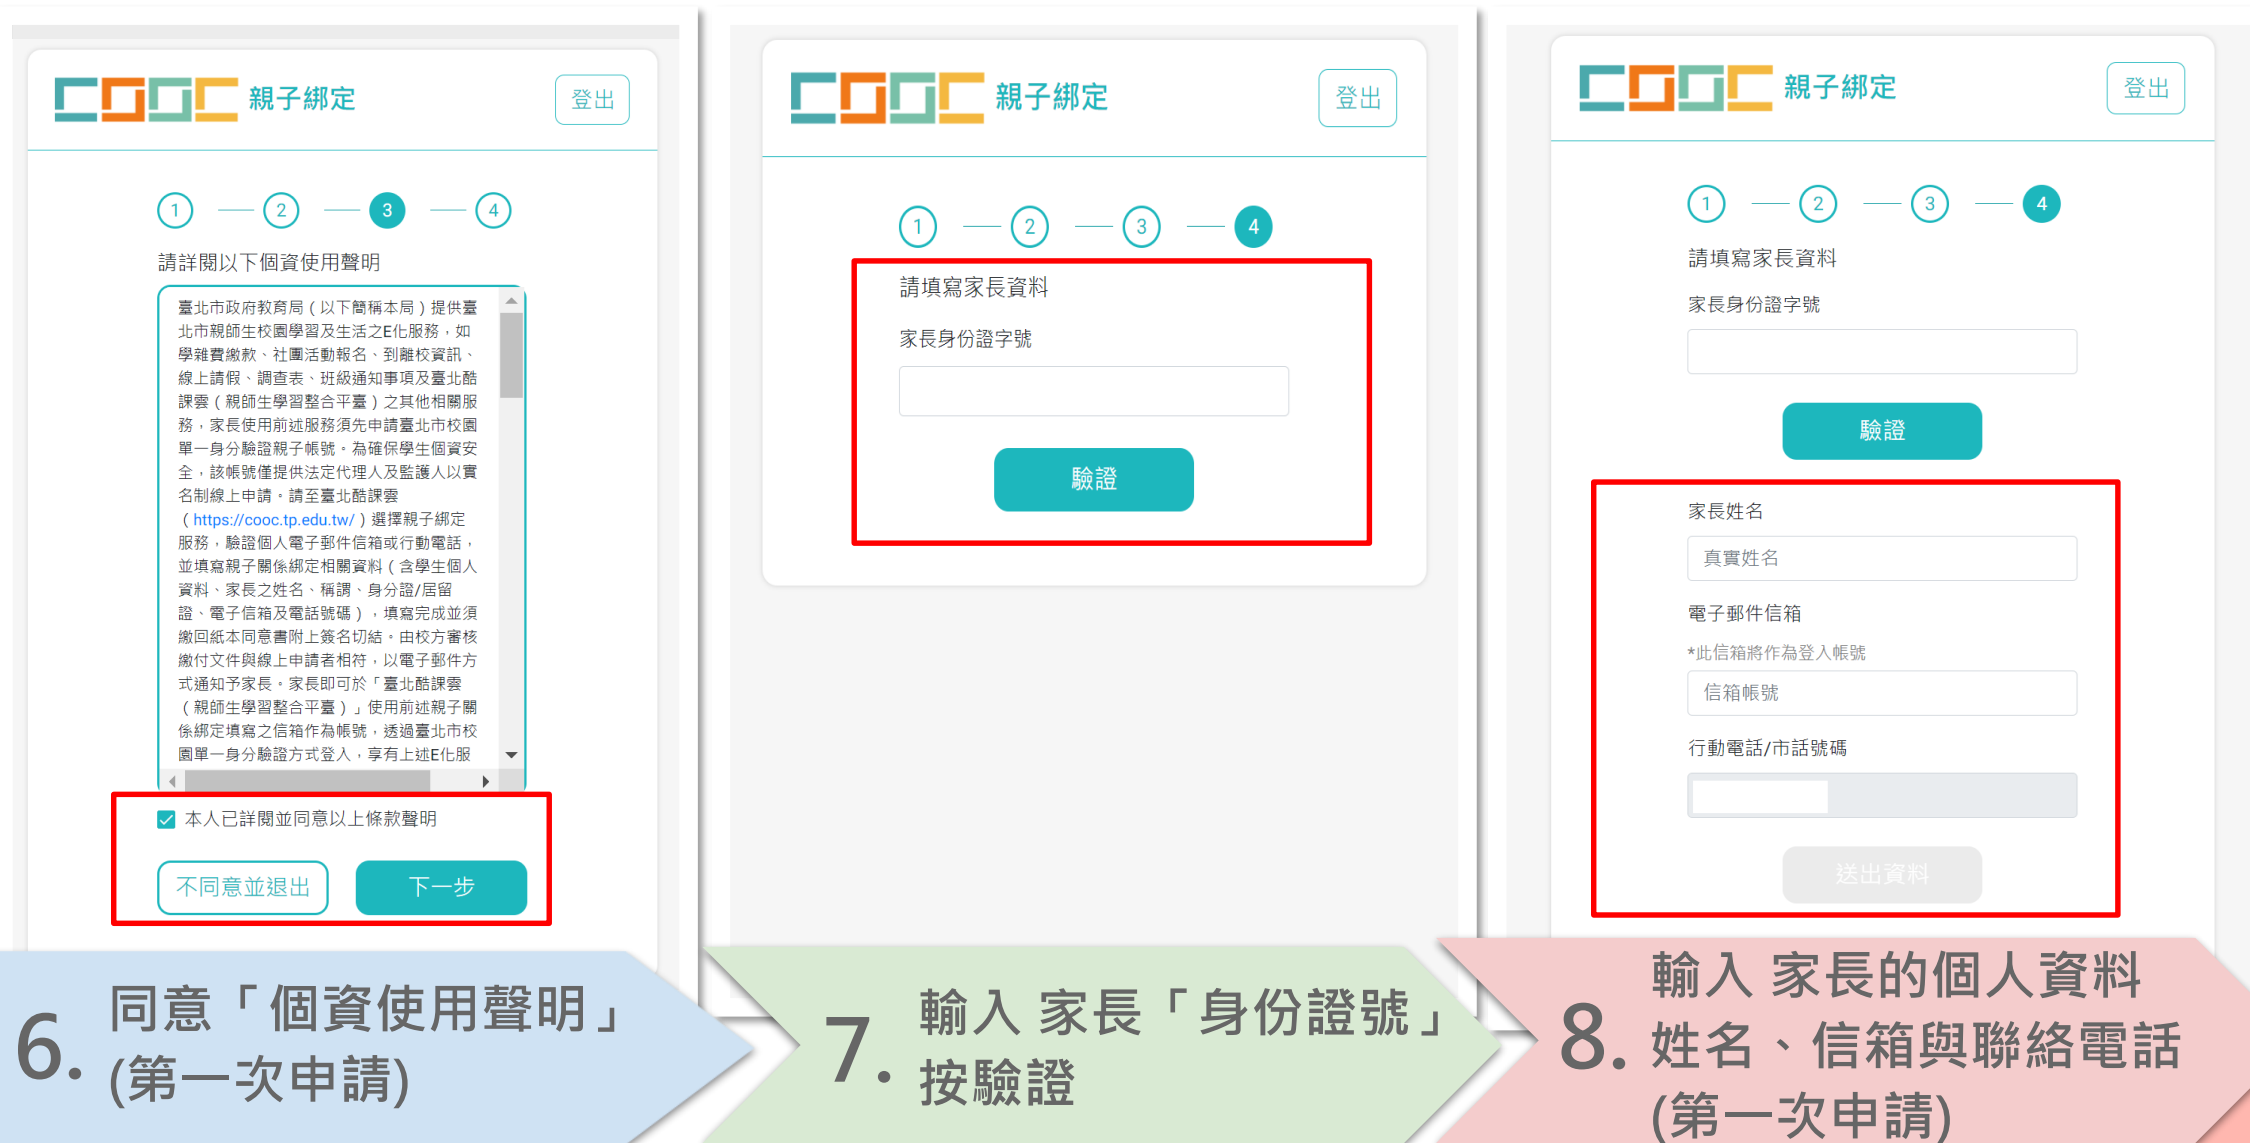 COOC 親子綁定
登出
1
2
3
4
請詳閱以下個資使用聲明
臺北市政府教育局(以下簡稱本局)提供臺
北市親師生校園學習及生活之E化服務，如
學雜費繳款、社團活動報名、到離校資訊、
線上請假、調查表、班級通知事項及臺北酷
課雲(親師生學習整合平臺)之其他相關服
務，家長使用前述服務須先申請臺北市校園
單一身分驗證親子帳號。為確保學生個資安
全，該帳號僅提供法定代理人及監護人以實
名制線上申請。請至臺北酷課雲
(https://cooc.tp.edu.tw/)選擇親子綁定
服務，驗證個人電子郵件信箱或行動電話，
並填寫親子關係綁定相關資料(含學生個人
資料、家長之姓名、稱謂、身分證/居留
證、電子信箱及電話號碼)，填寫完成並須
繳回紙本同意書附上簽名切結。由校方審核
繳付文件與線上申請者相符，以電子郵件方
式通知予家長。家長即可於「臺北酷課雲
(親師生學習整合平臺)」使用前述親子關
係綁定填寫之信箱作為帳號，透過臺北市校
園單一身分驗證方式登入，享有上述E化服
本人已詳閱並同意以上條款聲明
不同意並退出
下一步
6. 同意「個資使用聲明」
(第一次申請)
COOC 親子綁定
登出
1
2
3
4
請填寫家長資料
家長身份證字號
驗證
7. 輸入 家長「身份證號」
按驗證
COOC 親子綁定
登出
1
2
3
4
請填寫家長資料
家長身份證字號
驗證
家長姓名
真實姓名
電子郵件信箱
*此信箱將作為登入帳號
信箱帳號
行動電話/市話號碼
送出資料
8. 輸入 家長的個人資料
姓名、信箱與聯絡電話
(第一次申請)